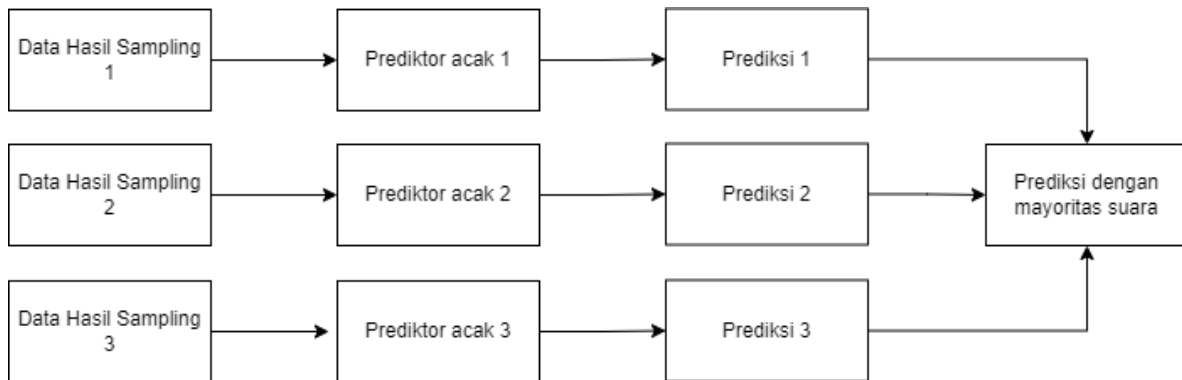 Data Hasil Sampling
1
Prediktor acak 1
Prediksi 1
Data Hasil Sampling
2
Prediktor acak 2
Prediksi 2
Prediksi dengan
mayoritas suara
Data Hasil Sampling
3
Prediktor acak 3
Prediksi 3